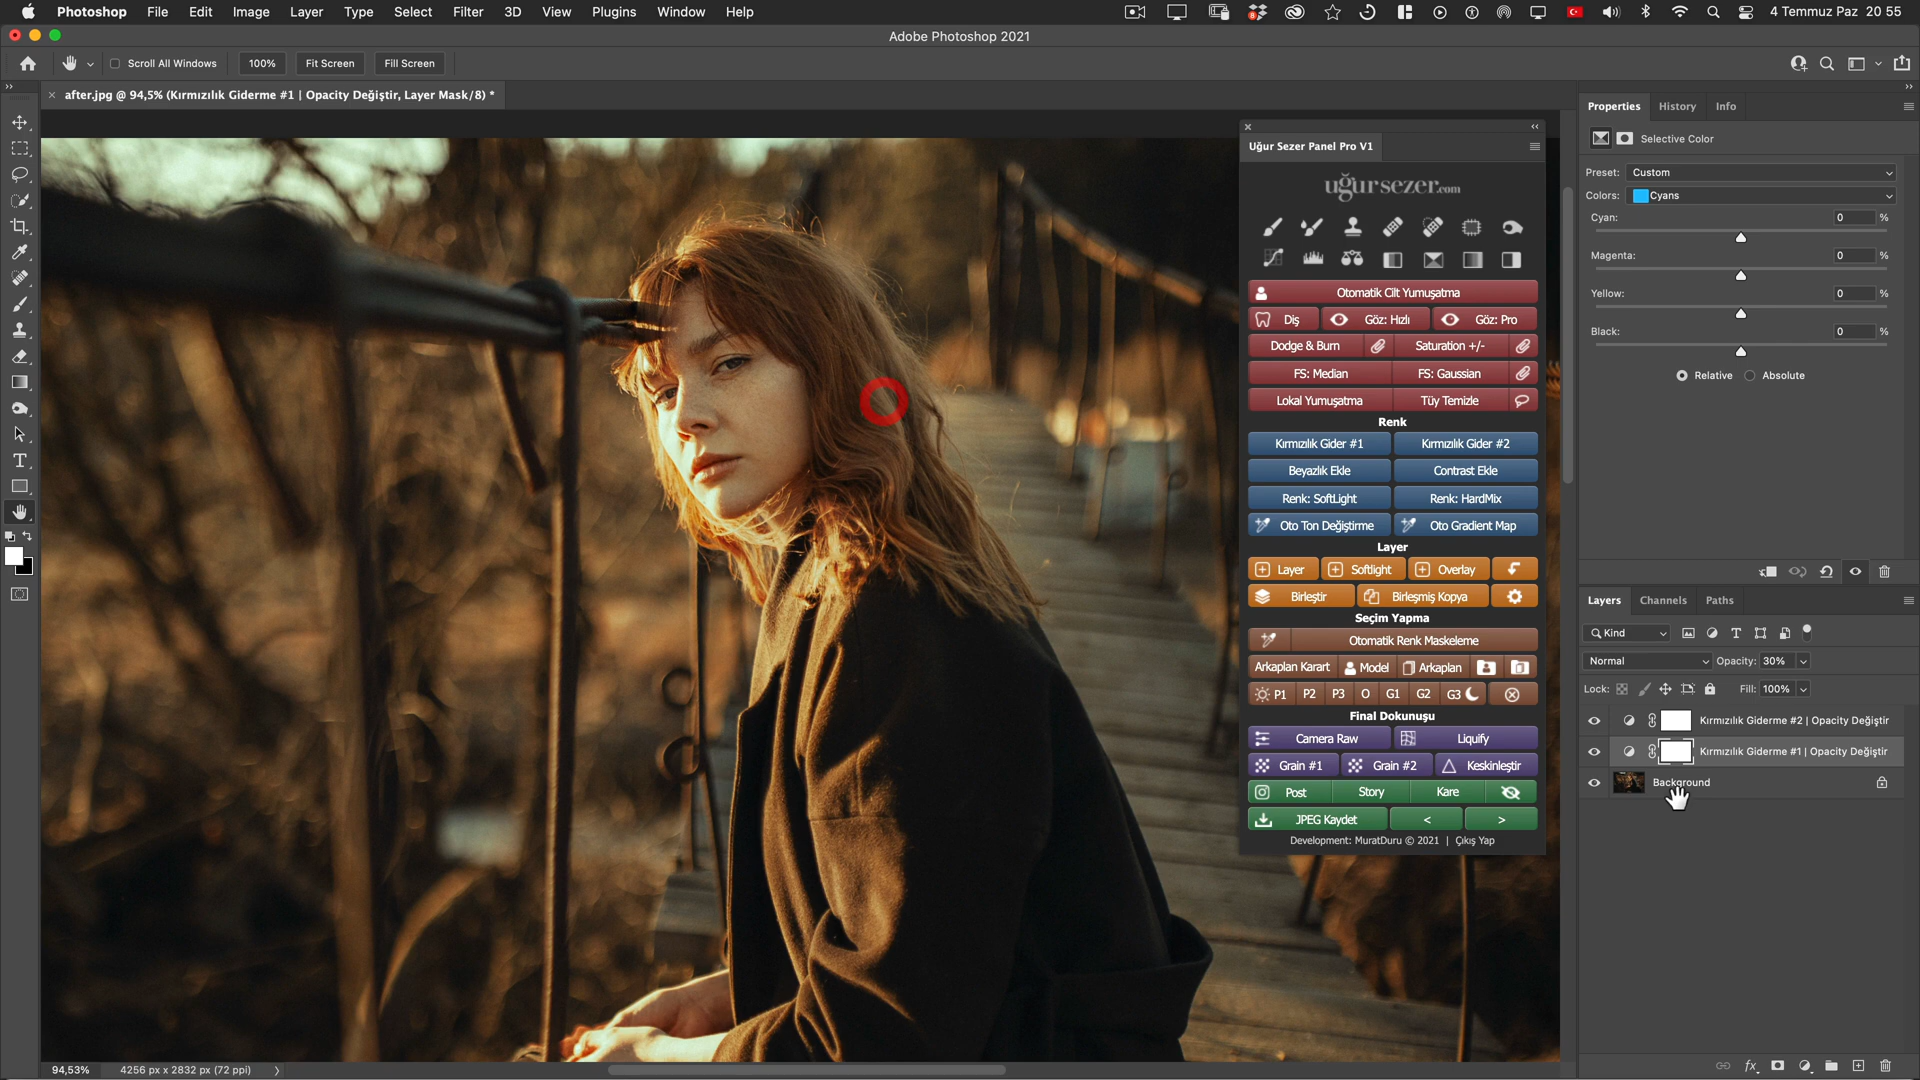 Photoshop File Edit Image Layer Type Select Filter 3D View Plugins Window Help 4 Temmuz Paz 20 55
Adobe Photoshop 2021
Scroll All Windows 100% Fit Screen Fill Screen
after.jpg @ 94,5% (Kırmızılık Giderme #1 | Opacity Değiştir, Layer Mask/8) *
Uğur Sezer Panel Pro V1
uğursezer.com
Otomatik Cilt Yumuşatma
Diş Göz: Hızlı Göz: Pro
Dodge & Burn Saturation +/-
FS: Median FS: Gaussian
Lokal Yumuşatma Tüy Temizle
Renk
Kırmızılık Gider #1 Kırmızılık Gider #2
Beyazlık Ekle Contrast Ekle
Renk: SoftLight Renk: HardMix
Oto Ton Değiştirme Oto Gradient Map
Layer
Layer Softlight Overlay
Birleştir Birleşmiş Kopya
Seçim Yapma
Otomatik Renk Maskeleme
Arkaplan Karart Model Arkaplan
P1 P2 P3 O G1 G2 G3
Final Dokunuşu
Camera Raw Liquify
Grain #1 Grain #2 Keskinleştir
Post Story Kare
JPEG Kaydet < >
Development: MuratDuru © 2021 | Çıkış Yap
Properties History Info
Selective Color
Preset: Custom
Colors: Cyans
Cyan: 0 %
Magenta: 0 %
Yellow: 0 %
Black: 0 %
Relative Absolute
Layers Channels Paths
Kind
Normal Opacity: 30%
Lock: Fill: 100%
Kırmızılık Giderme #2 | Opacity Değiştir
Kırmızılık Giderme #1 | Opacity Değiştir
Background
fx
94,53% 4256 px x 2832 px (72 ppi)